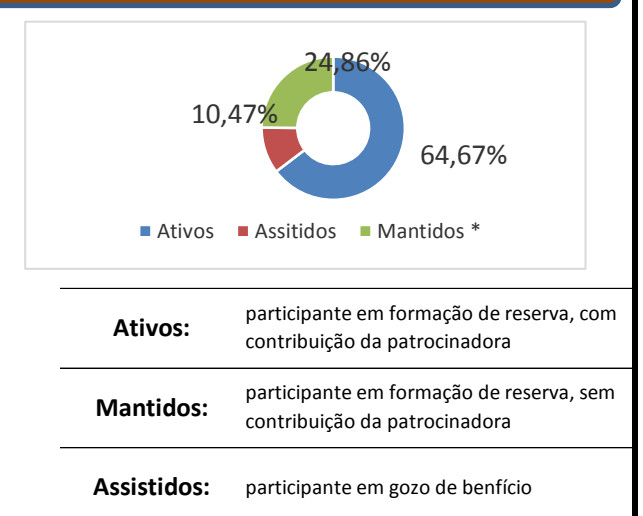 24,86%
10,47%
64,67%
Ativos Assitidos Mantidos *
Ativos: participante em formação de reserva, com
contribuição da patrocinadora
Mantidos: participante em formação de reserva, sem
contribuição da patrocinadora
Assistidos: participante em gozo de benfício